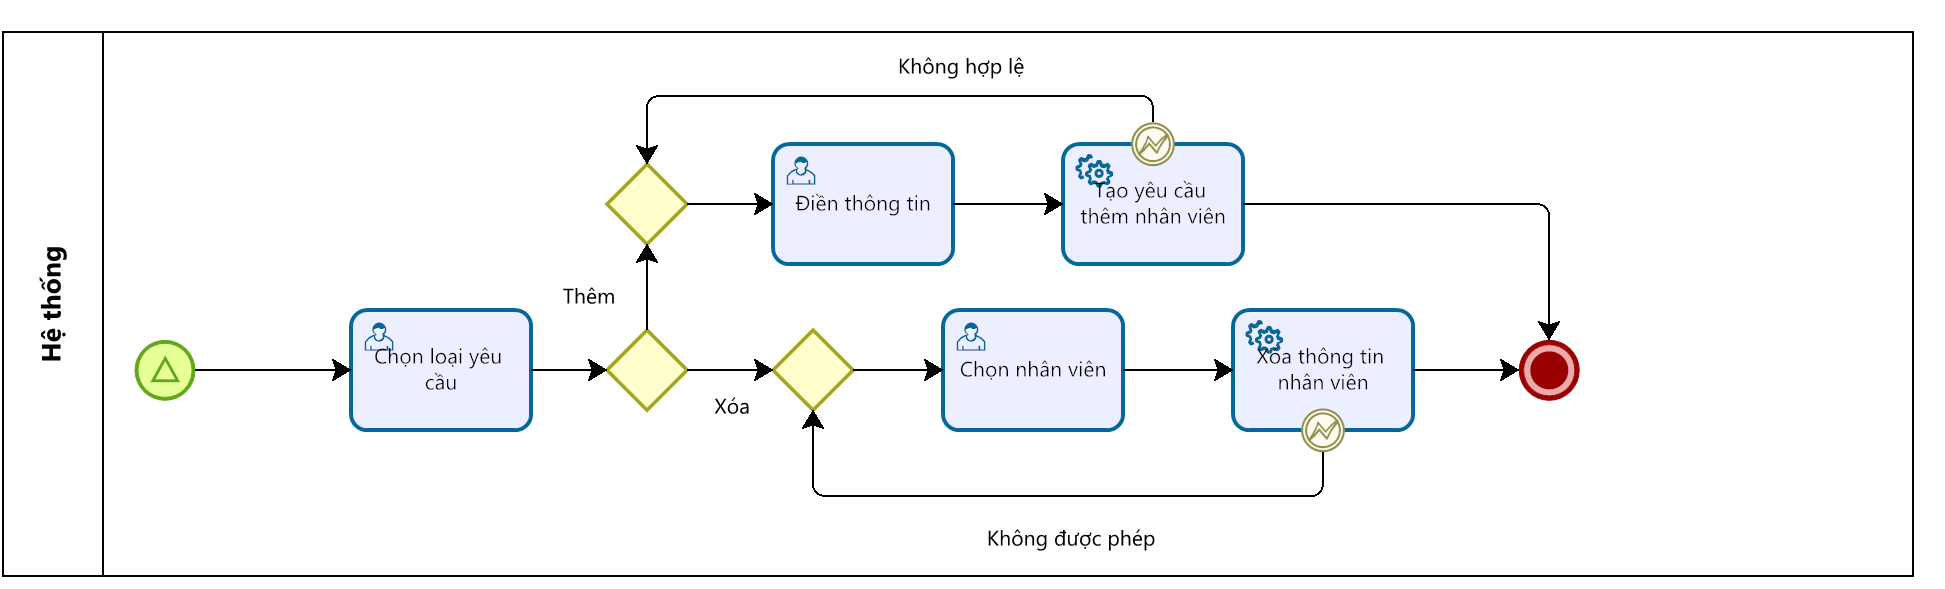 Hệ thống
Không hợp lệ
Điền thông tin
Tạo yêu cầu
thêm nhân viên
Thêm
Chọn loại yêu
cầu
Xóa
Chọn nhân viên
Xóa thông tin
nhân viên
Không được phép